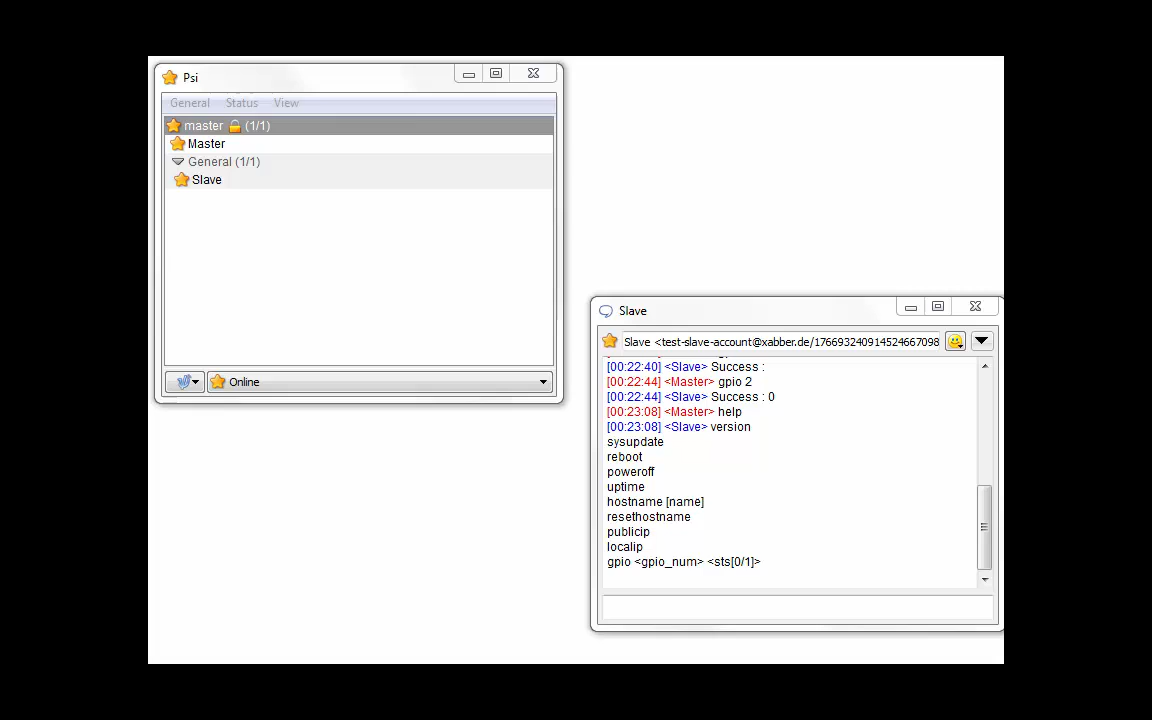 Psi
General Status View
master (1/1)
Master
General (1/1)
Slave
Online
Slave
Slave <test-slave-account@xabber.de/176693240914524667098
[00:22:40] <Slave> Success :
[00:22:44] <Master> gpio 2
[00:22:44] <Slave> Success : 0
[00:23:08] <Master> help
[00:23:08] <Slave> version
sysupdate
reboot
poweroff
uptime
hostname [name]
resethostname
publicip
localip
gpio <gpio_num> <sts[0/1]>